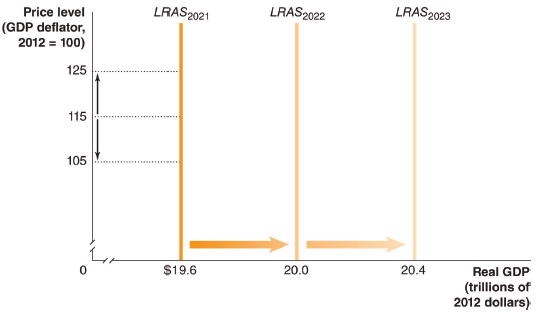 Price level
(GDP deflator,
2012 = 100)
LRAS2021
LRAS2022
LRAS2023
125
115
105
0
$19.6
20.0
20.4
Real GDP
(trillions of
2012 dollars)